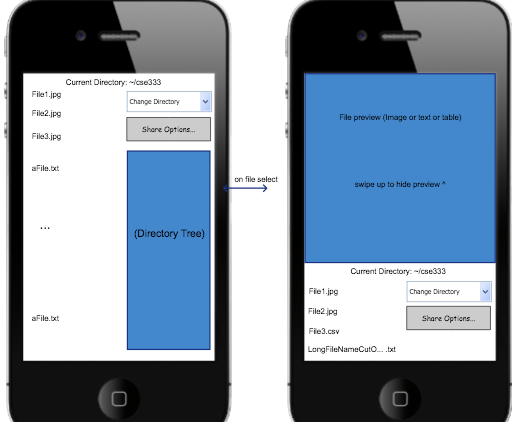 Current Directory: ~/cse333
File1.jpg
Change Directory
File2.jpg
Share Options...
File3.jpg
aFile.txt
(Directory Tree)
...
aFile.txt
on file select
File preview (Image or text or table)
swipe up to hide preview ^
Current Directory: ~/cse333
File1.jpg
Change Directory
File2.jpg
Share Options...
File3.csv
LongFileNameCutO... .txt